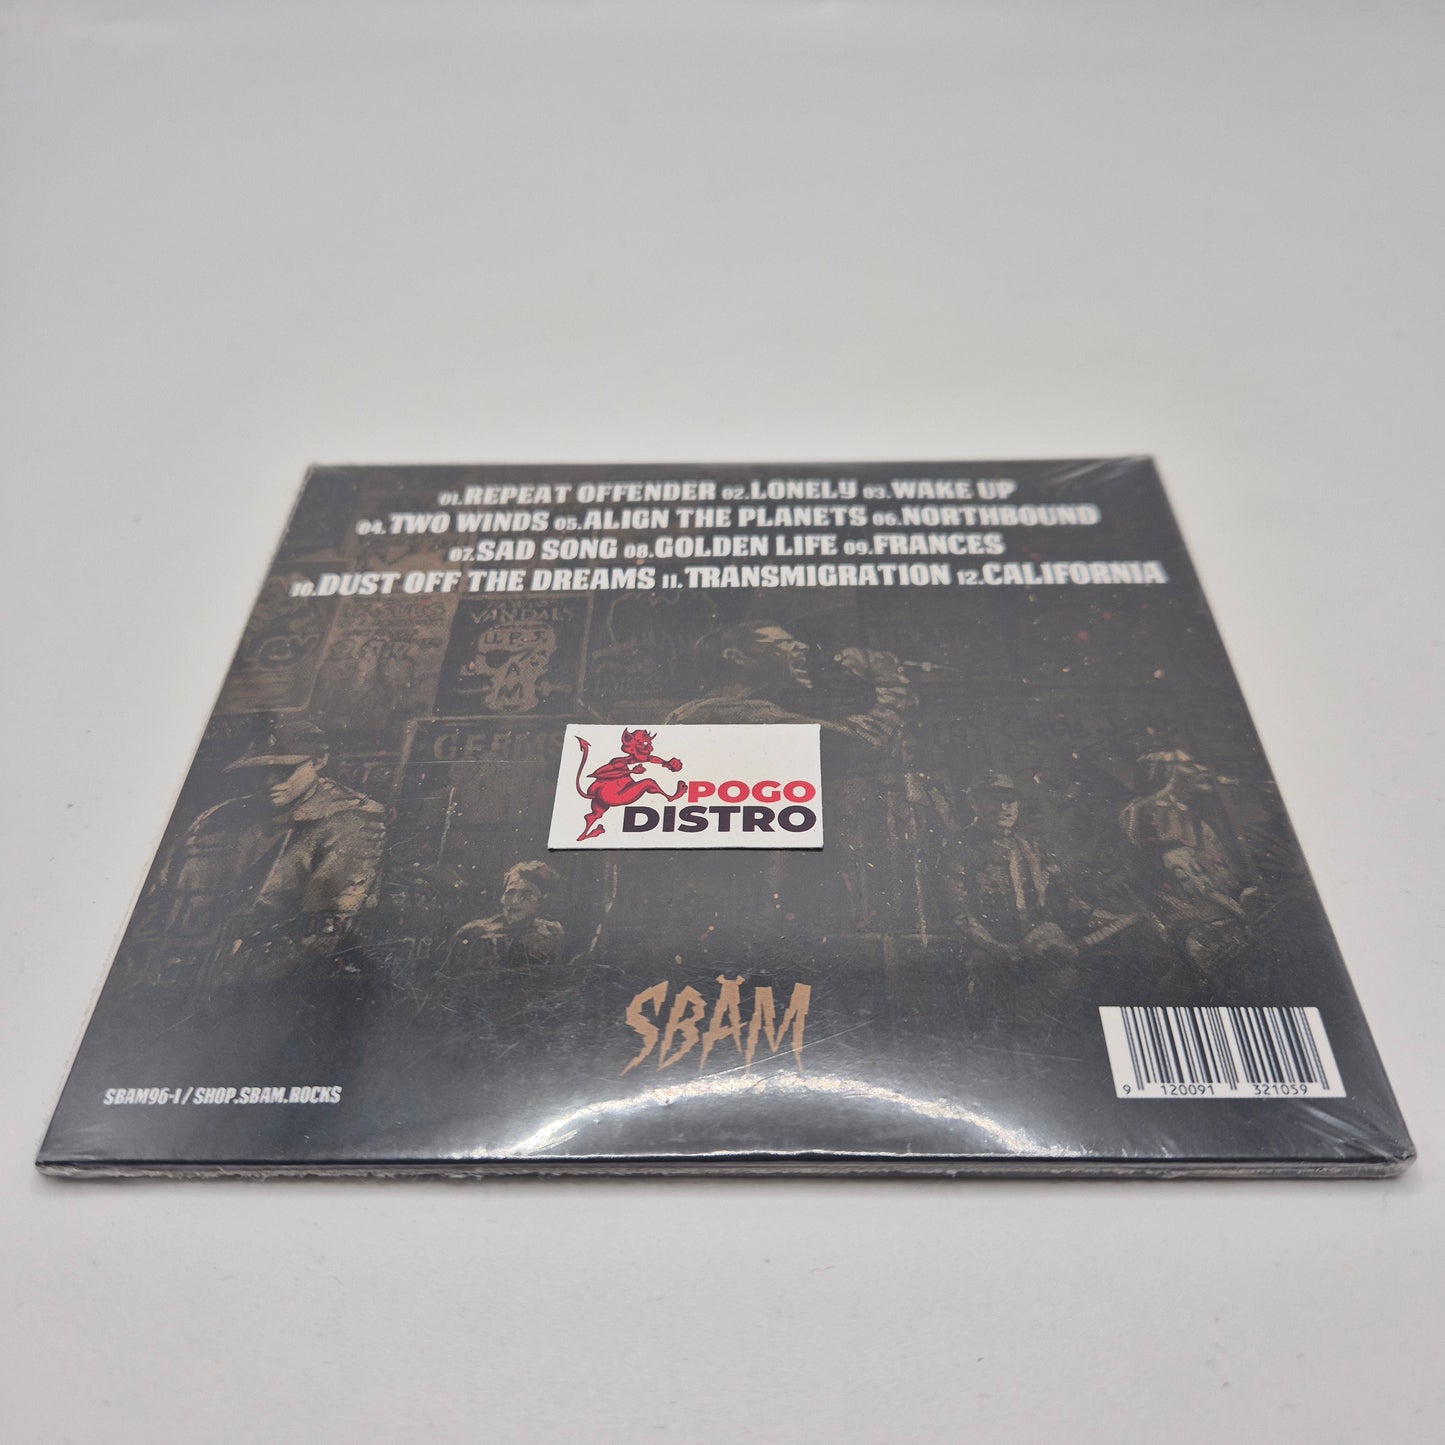 01.REPEAT OFFENDER 02.LONELY 03.WAKE UP
04.TWO WINDS 05.ALIGN THE PLANETS 06.NORTHBOUND
07.SAD SONG 08.GOLDEN LIFE 09.FRANCES
10.DUST OFF THE DREAMS 11.TRANSMIGRATION 12.CALIFORNIA
VANDALS
GERMS
POGO
DISTRO
SBÄM
SBAM96-1 / SHOP.SBAM.ROCKS
9 120091 321059